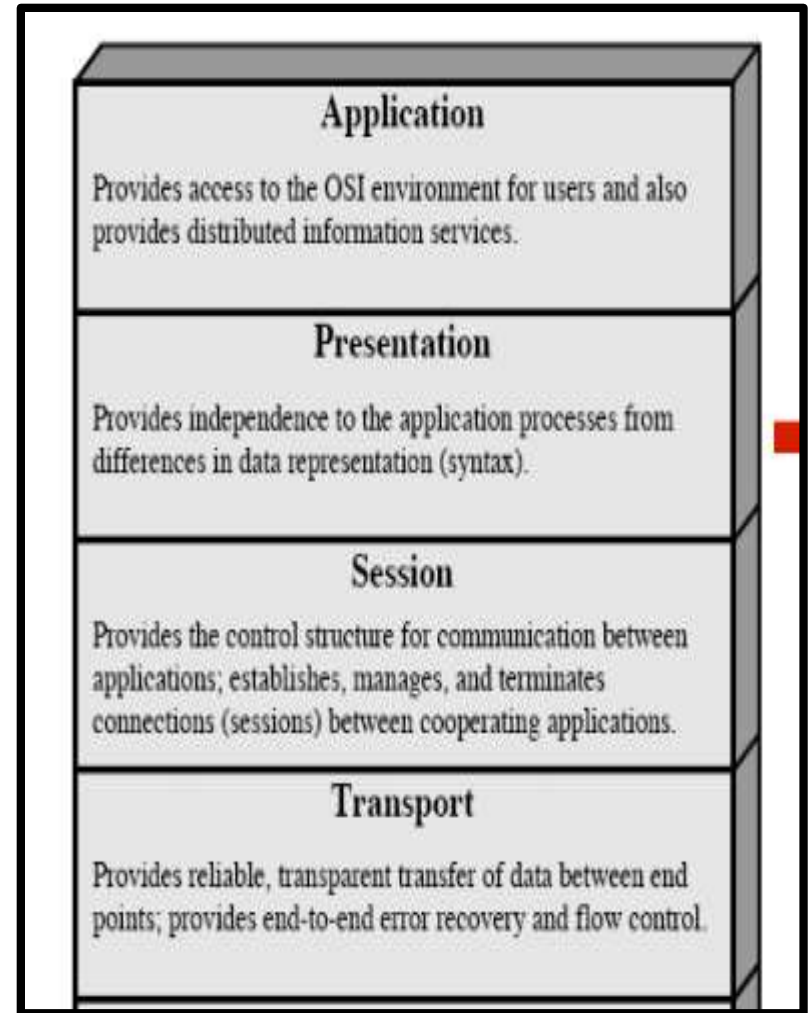 Application
Provides access to the OSI environment for users and also
provides distributed information services.
Presentation
Provides independence to the application processes from
differences in data representation (syntax).
Session
Provides the control structure for communication between
applications; establishes, manages, and terminates
connections (sessions) between cooperating applications.
Transport
Provides reliable, transparent transfer of data between end
points; provides end-to-end error recovery and flow control.